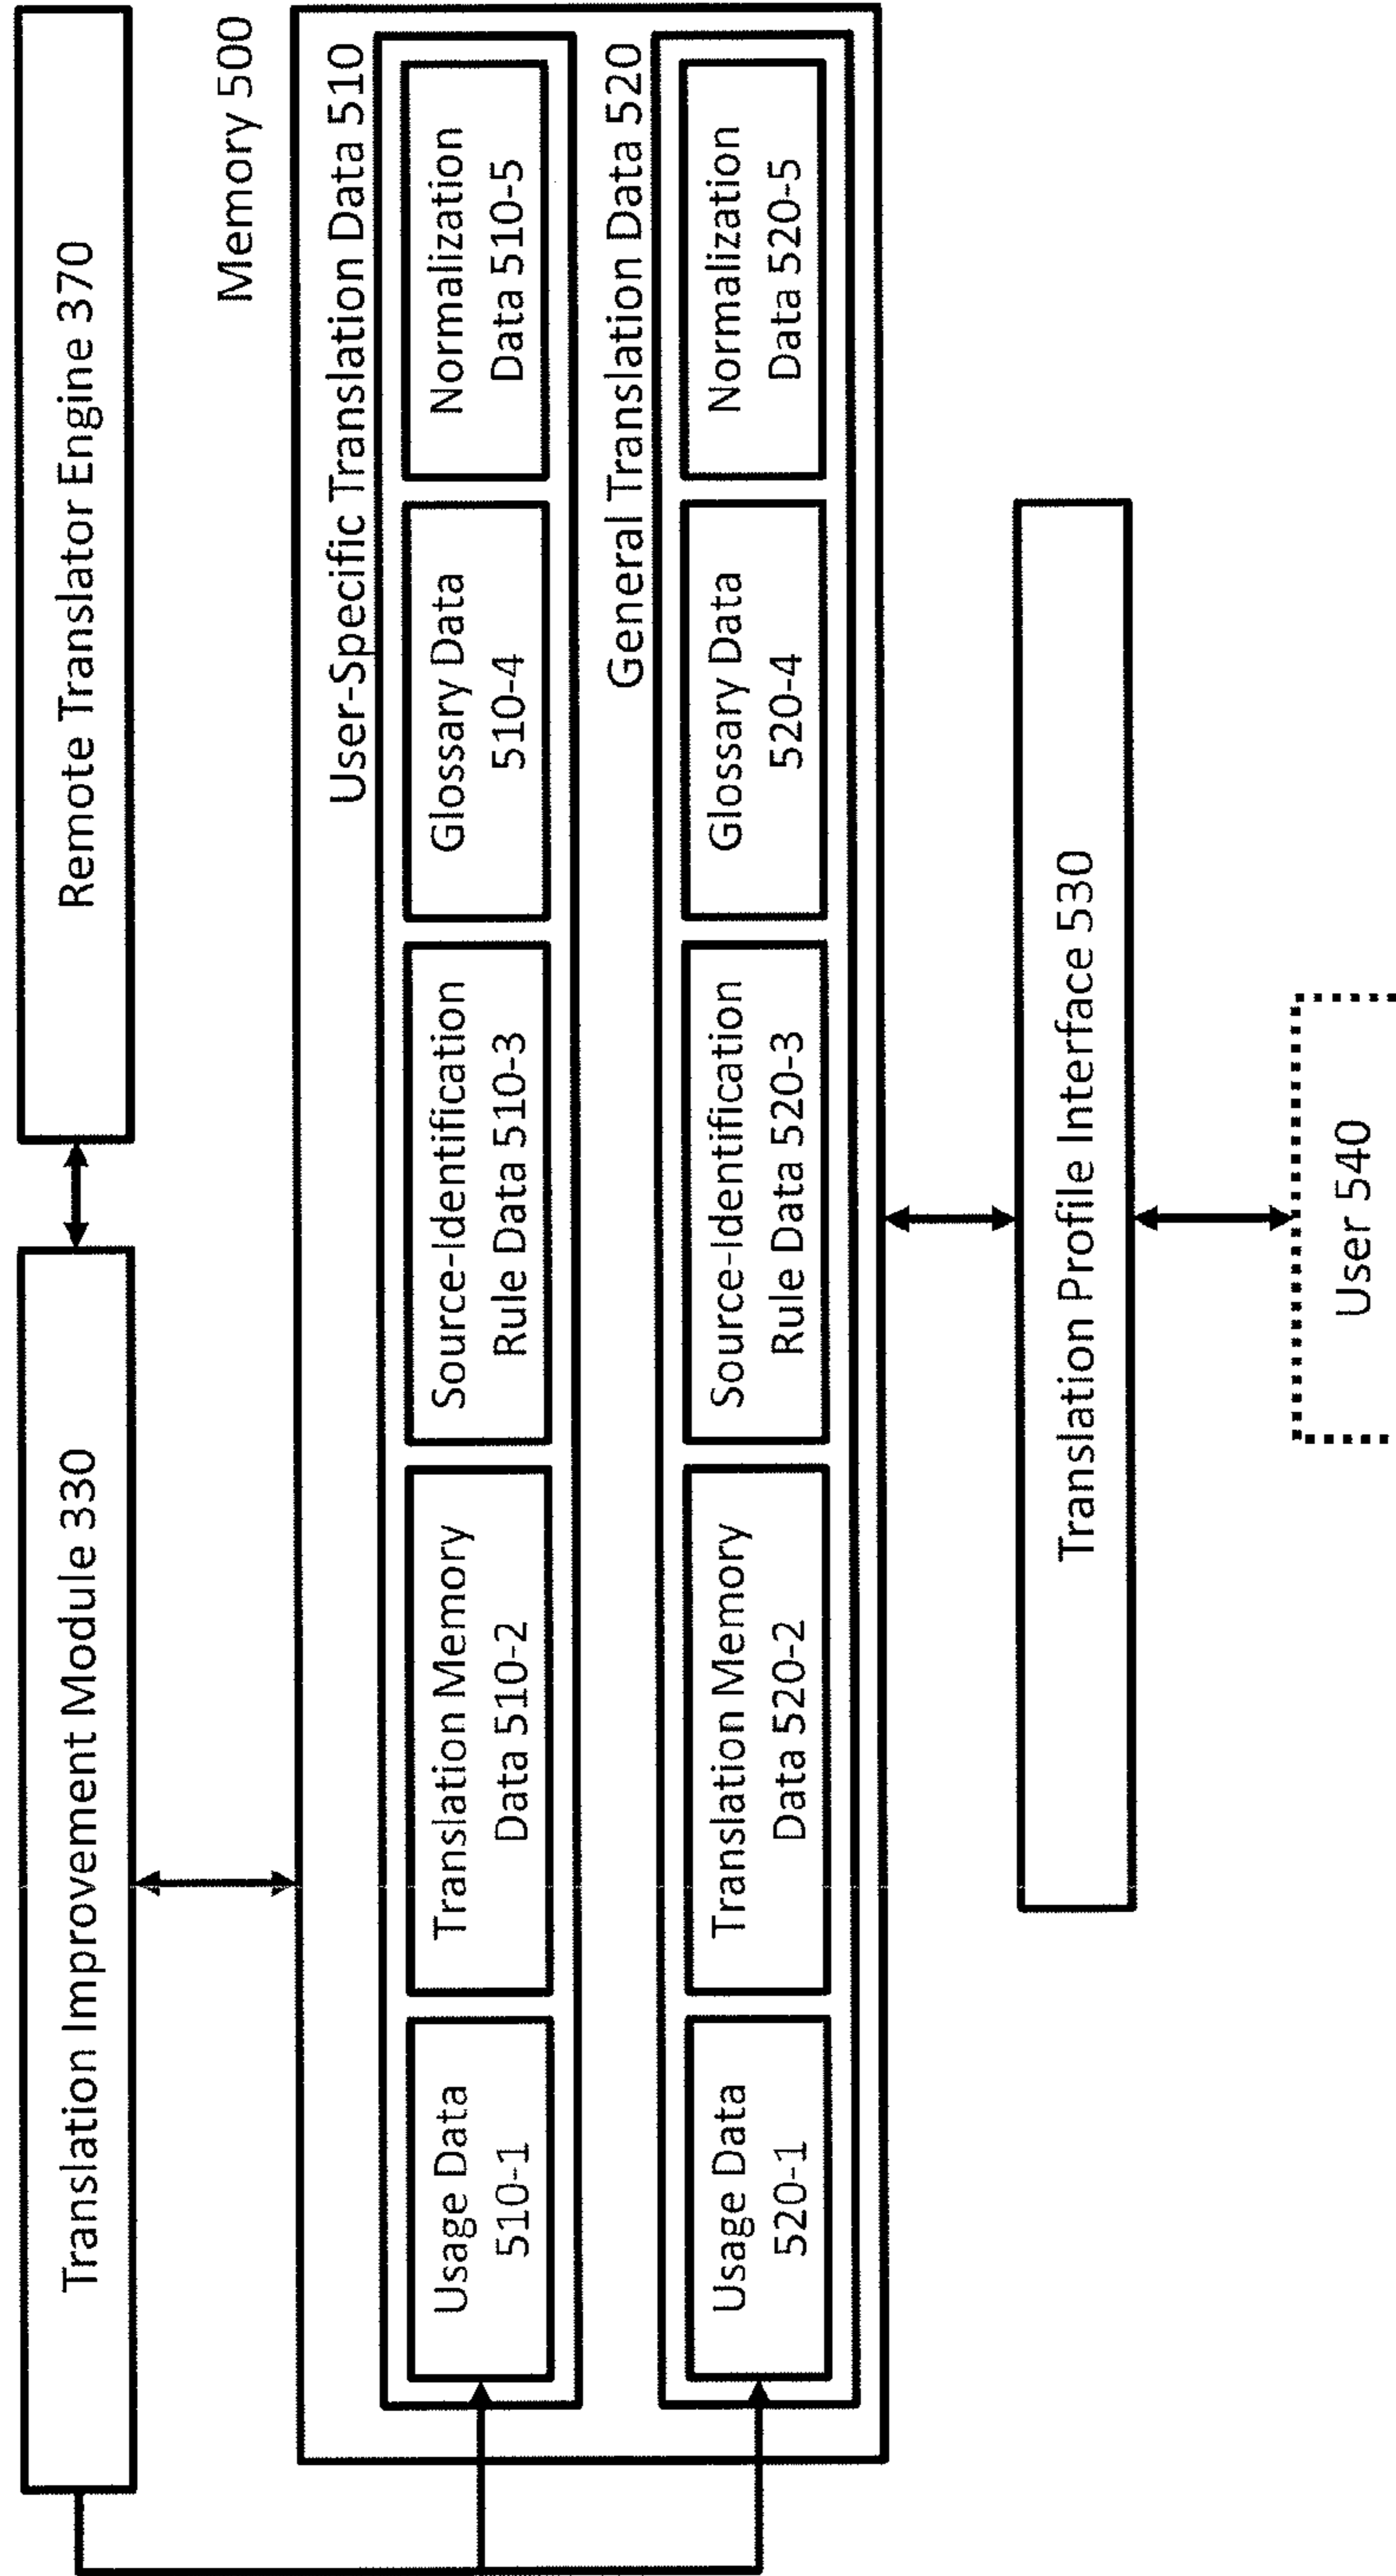 Translation Improvement Module 330
Remote Translator Engine 370
Memory 500
User-Specific Translation Data 510
Usage Data
510-1
Translation Memory
Data 510-2
Source-Identification
Rule Data 510-3
Glossary Data
510-4
Normalization
Data 510-5
General Translation Data 520
Usage Data
520-1
Translation Memory
Data 520-2
Source-Identification
Rule Data 520-3
Glossary Data
520-4
Normalization
Data 520-5
Translation Profile Interface 530
User 540